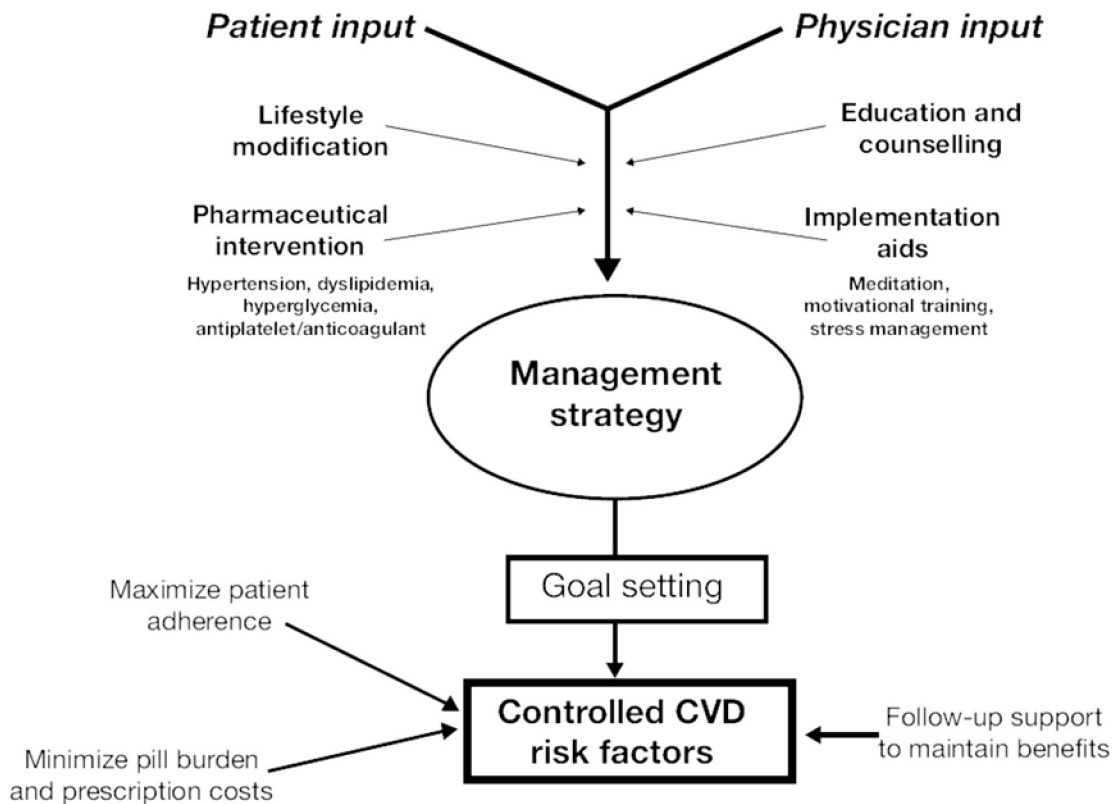 Patient input
Physician input
Lifestyle
modification
Education and
counselling
Pharmaceutical
intervention
Hypertension, dyslipidemia,
hyperglycemia,
antiplatelet/anticoagulant
Implementation
aids
Meditation,
motivational training,
stress management
Management
strategy
Goal setting
Maximize patient
adherence
Controlled CVD
risk factors
Minimize pill burden
and prescription costs
Follow-up support
to maintain benefits